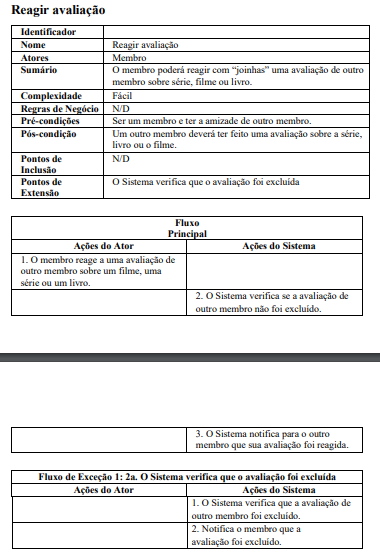 Reagir avaliação
Identificador
Nome Reagir avaliação
Atores Membro
Sumário O membro poderá reagir com “joinhas” uma avaliação de outro
membro sobre série, filme ou livro.
Complexidade Fácil
Regras de Negócio N/D
Pré-condições Ser um membro e ter a amizade de outro membro.
Pós-condição Um outro membro deverá ter feito uma avaliação sobre a série,
livro ou o filme.
Pontos de N/D
Inclusão
Pontos de O Sistema verifica que o avaliação foi excluída
Extensão
Fluxo
Principal
Ações do Ator Ações do Sistema
1. O membro reage a uma avaliação de
outro membro sobre um filme, uma
série ou um livro.
2. O Sistema verifica se a avaliação de
outro membro não foi excluído.
3. O Sistema notifica para o outro
membro que sua avaliação foi reagida.
Fluxo de Exceção 1: 2a. O Sistema verifica que o avaliação foi excluída
Ações do Ator Ações do Sistema
1. O Sistema verifica que a avaliação de
outro membro foi excluído.
2. Notifica o membro que a
avaliação foi excluído.